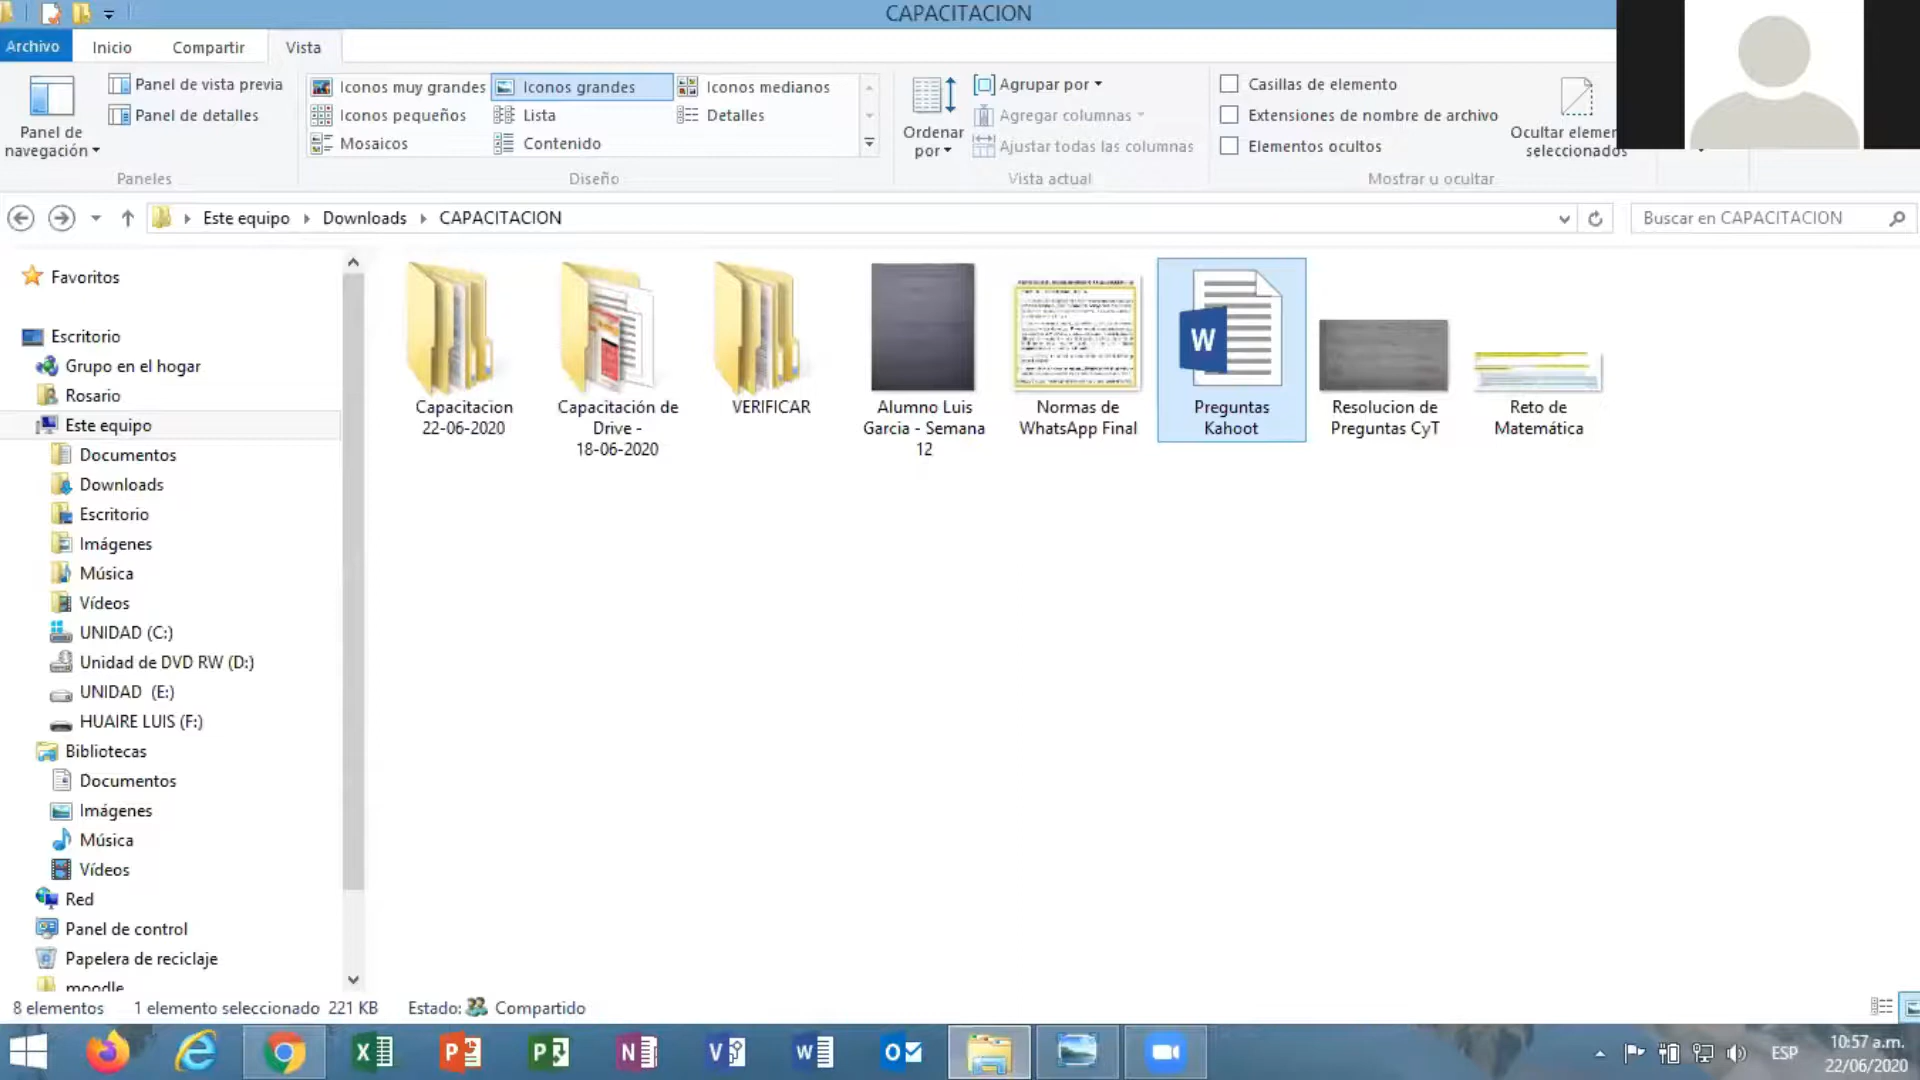 CAPACITACION
Archivo
Inicio
Compartir
Vista
Panel de navegación
Panel de vista previa
Panel de detalles
Paneles
Iconos muy grandes
Iconos grandes
Iconos medianos
Iconos pequeños
Lista
Detalles
Mosaicos
Contenido
Diseño
Ordenar por
Agrupar por
Agregar columnas
Ajustar todas las columnas
Vista actual
Casillas de elemento
Extensiones de nombre de archivo
Elementos ocultos
Ocultar elemen
seleccionados
Mostrar u ocultar
Este equipo
Downloads
CAPACITACION
Buscar en CAPACITACION
Favoritos
Escritorio
Grupo en el hogar
Rosario
Este equipo
Documentos
Downloads
Escritorio
Imágenes
Música
Vídeos
UNIDAD (C:)
Unidad de DVD RW (D:)
UNIDAD (E:)
HUAIRE LUIS (F:)
Bibliotecas
Documentos
Imágenes
Música
Vídeos
Red
Panel de control
Papelera de reciclaje
moodle
Capacitacion
22-06-2020
Capacitación de
Drive -
18-06-2020
VERIFICAR
Alumno Luis
Garcia - Semana
12
Normas de
WhatsApp Final
Preguntas
Kahoot
Resolucion de
Preguntas CyT
Reto de
Matemática
8 elementos
1 elemento seleccionado 221 KB
Estado: Compartido
ESP
10:57 a.m.
22/06/2020